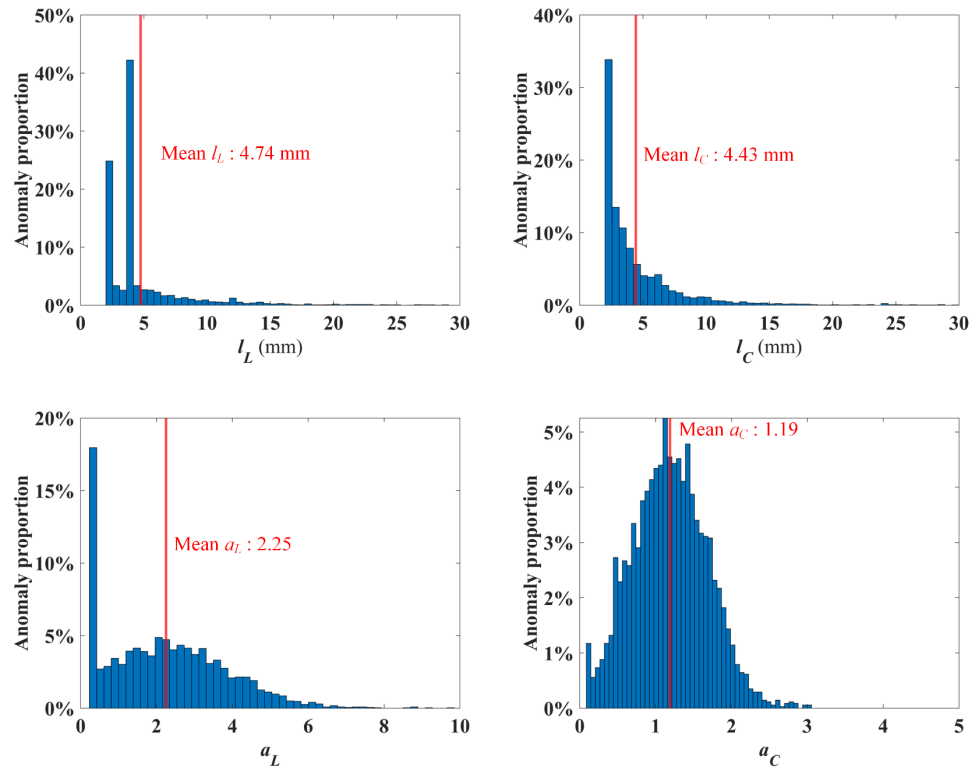 50%
40%
30%
20%
10%
0%
Anomaly proportion
Mean l_L : 4.74 mm
0 5 10 15 20 25 30
l_L (mm)
40%
30%
20%
10%
0%
Anomaly proportion
Mean l_C : 4.43 mm
0 5 10 15 20 25 30
l_C (mm)
20%
15%
10%
5%
0%
Anomaly proportion
Mean a_L : 2.25
0 2 4 6 8 10
a_L
5%
4%
3%
2%
1%
0%
Anomaly proportion
Mean a_C : 1.19
0 1 2 3 4 5
a_C